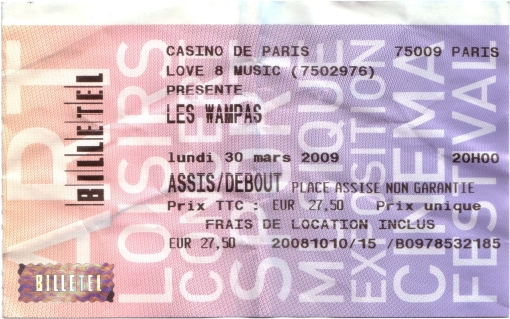 CASINO DE PARIS 75009 PARIS
LOVE 8 MUSIC (7502976)
PRESENTE
LES WAMPAS
lundi 30 mars 2009 20H00
ASSIS/DEBOUT PLACE ASSISE NON GARANTIE
Prix TTC : EUR 27,50 Prix unique
FRAIS DE LOCATION INCLUS
EUR 27,50 20081010/15 /B0978532185
BILLETEL
BILLETEL
ART
LOISIRS
CONCERT
SPORT
MUSIQUE
EXPOSITION
CINEMA
FESTIVAL